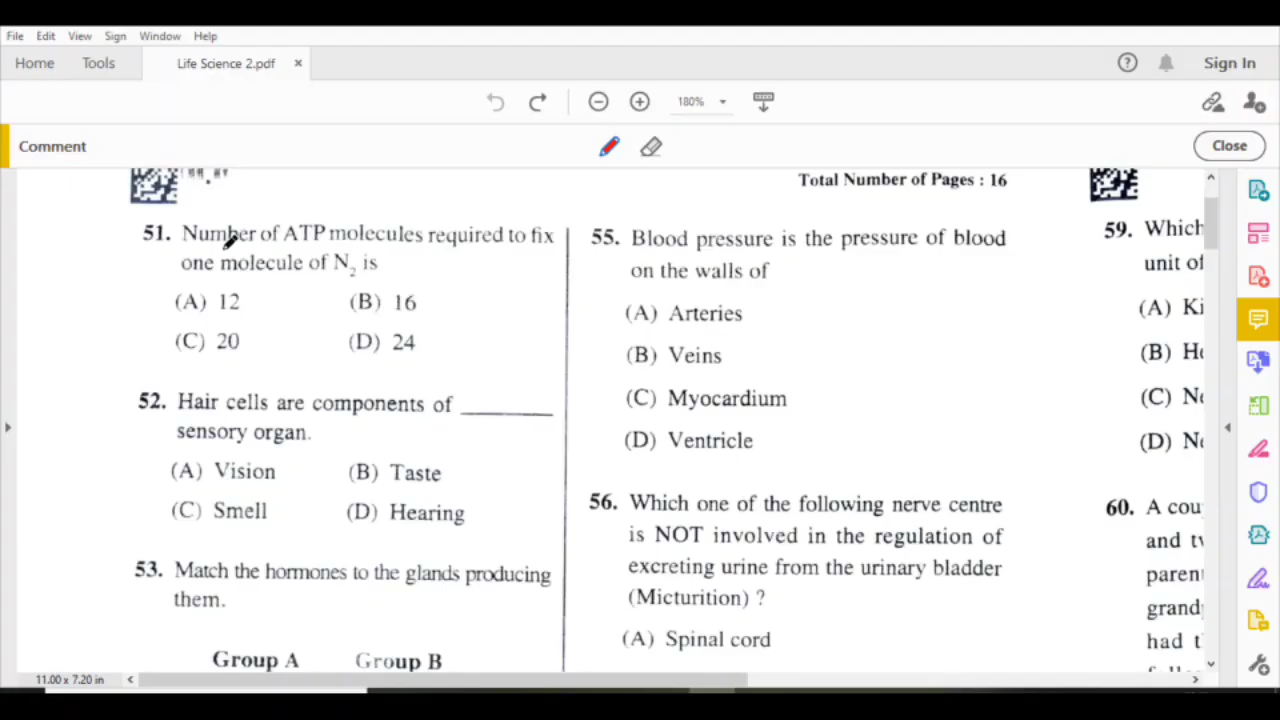 File Edit View Sign Window Help
Home Tools Life Science 2.pdf × Sign In
180%
Comment Close
Total Number of Pages : 16
51. Number of ATP molecules required to fix
one molecule of N₂ is
(A) 12 (B) 16
(C) 20 (D) 24
52. Hair cells are components of ________
sensory organ.
(A) Vision (B) Taste
(C) Smell (D) Hearing
53. Match the hormones to the glands producing
them.
Group A Group B
55. Blood pressure is the pressure of blood
on the walls of
(A) Arteries
(B) Veins
(C) Myocardium
(D) Ventricle
56. Which one of the following nerve centre
is NOT involved in the regulation of
excreting urine from the urinary bladder
(Micturition) ?
(A) Spinal cord
59. Which
unit of
(A) Ki
(B) He
(C) Ne
(D) Ne
60. A cou
and tw
parent
grand
had th
11.00 x 7.20 in